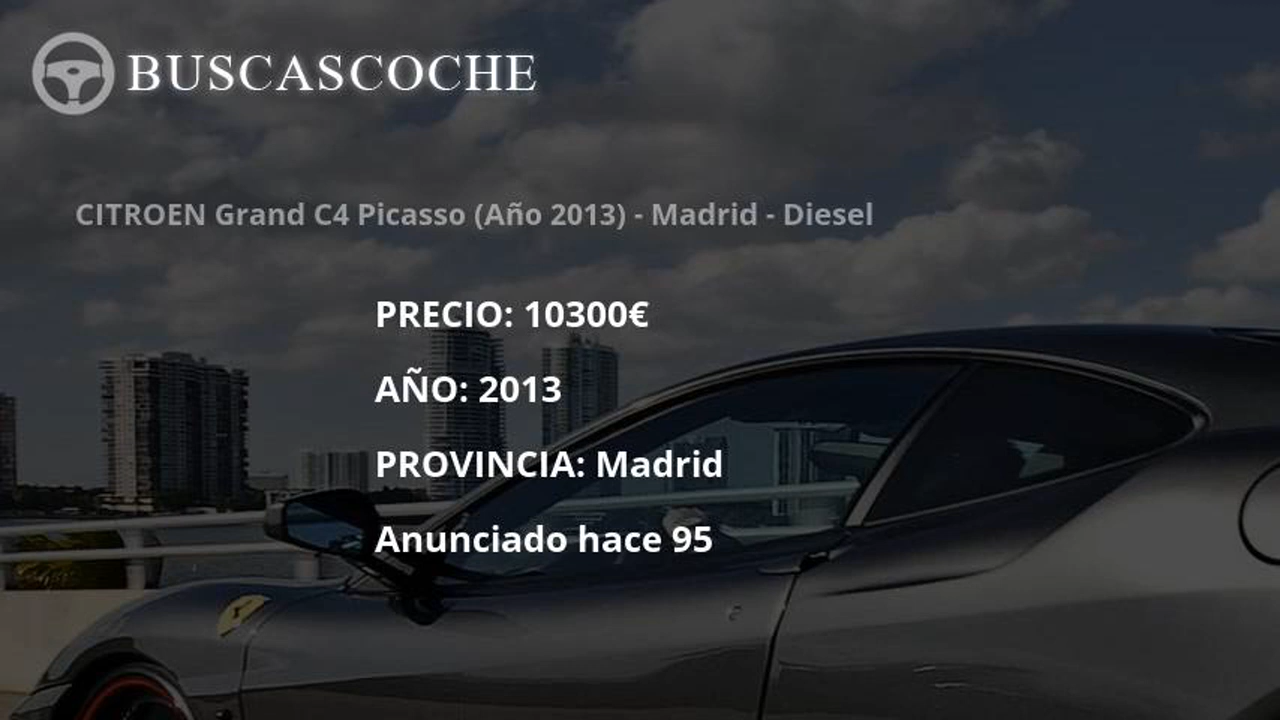 BUSCASCOCHE
CITROEN Grand C4 Picasso (Año 2013) - Madrid - Diesel
PRECIO: 10300€
AÑO: 2013
PROVINCIA: Madrid
Anunciado hace 95